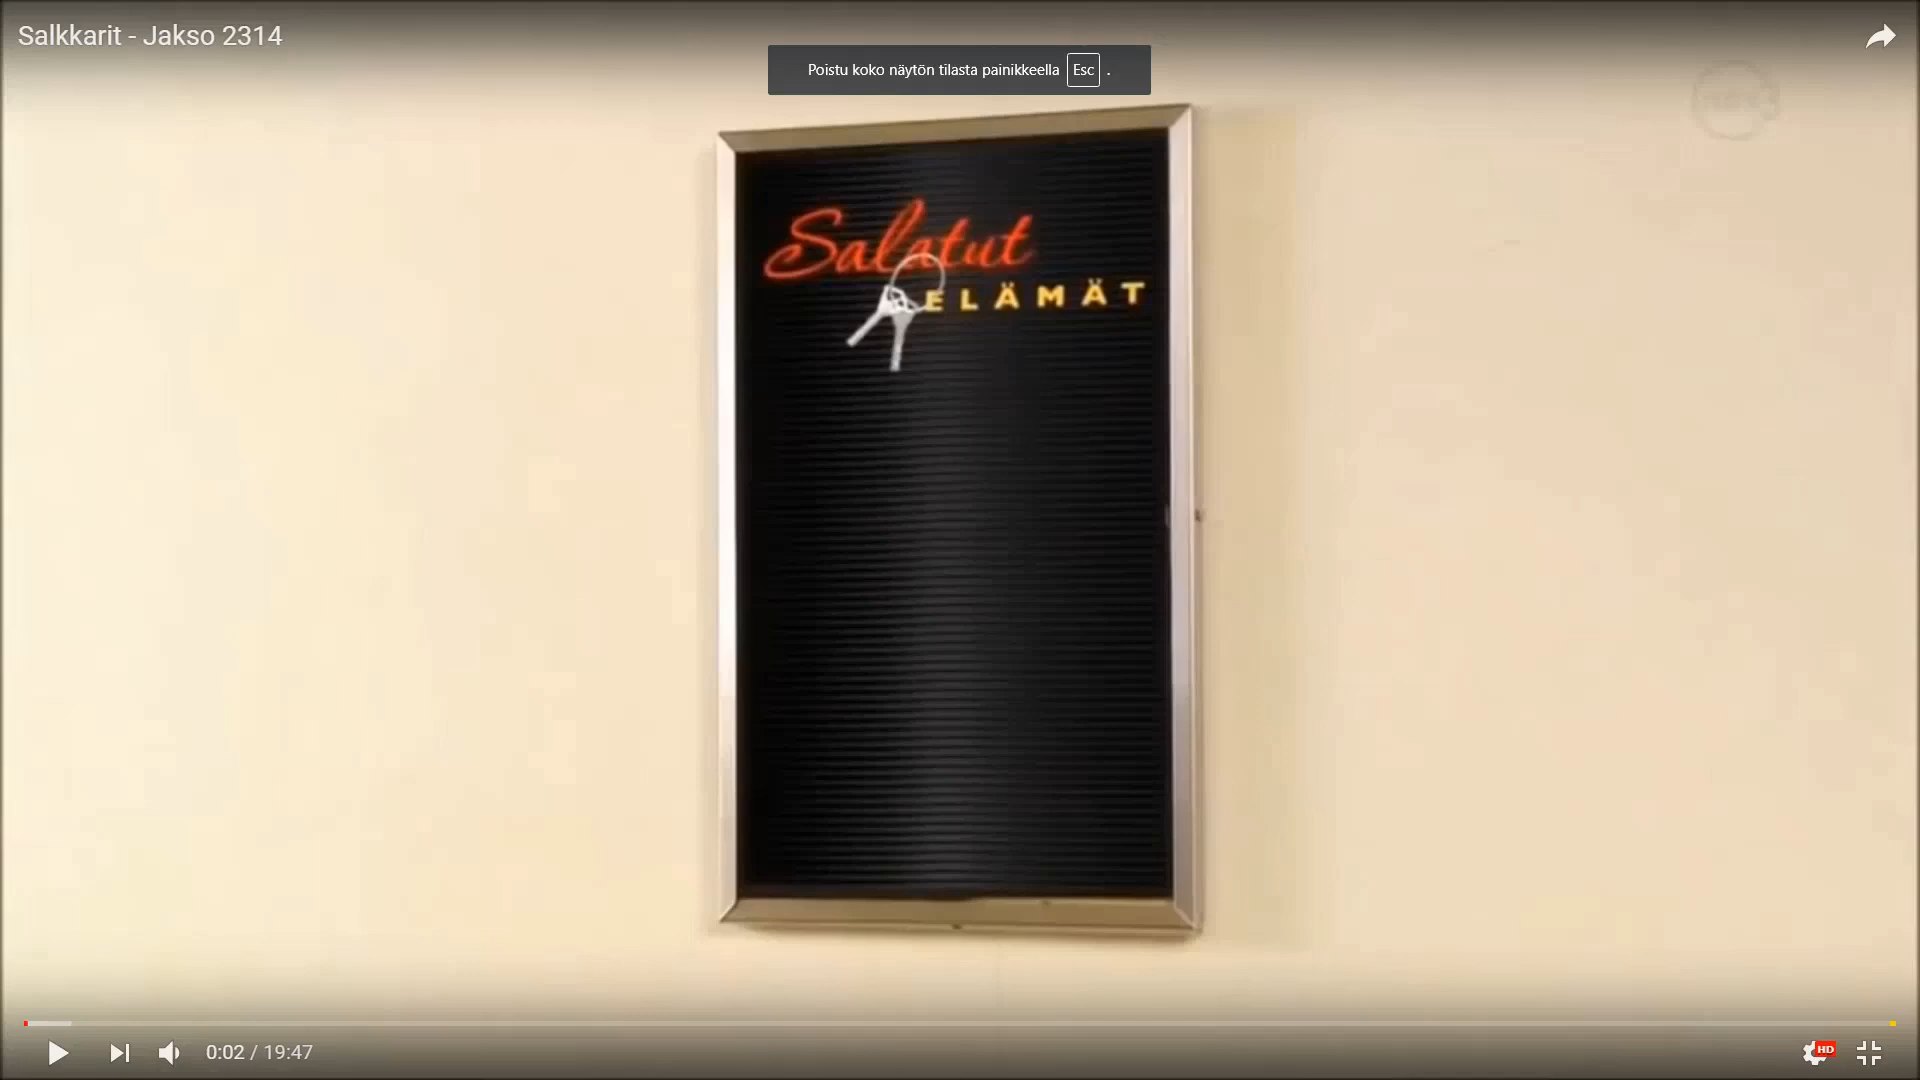 Salkkarit - Jakso 2314
Poistu koko näytön tilasta painikkeella Esc .
Salatut
ELÄMÄT
0:02 / 19:47
HD